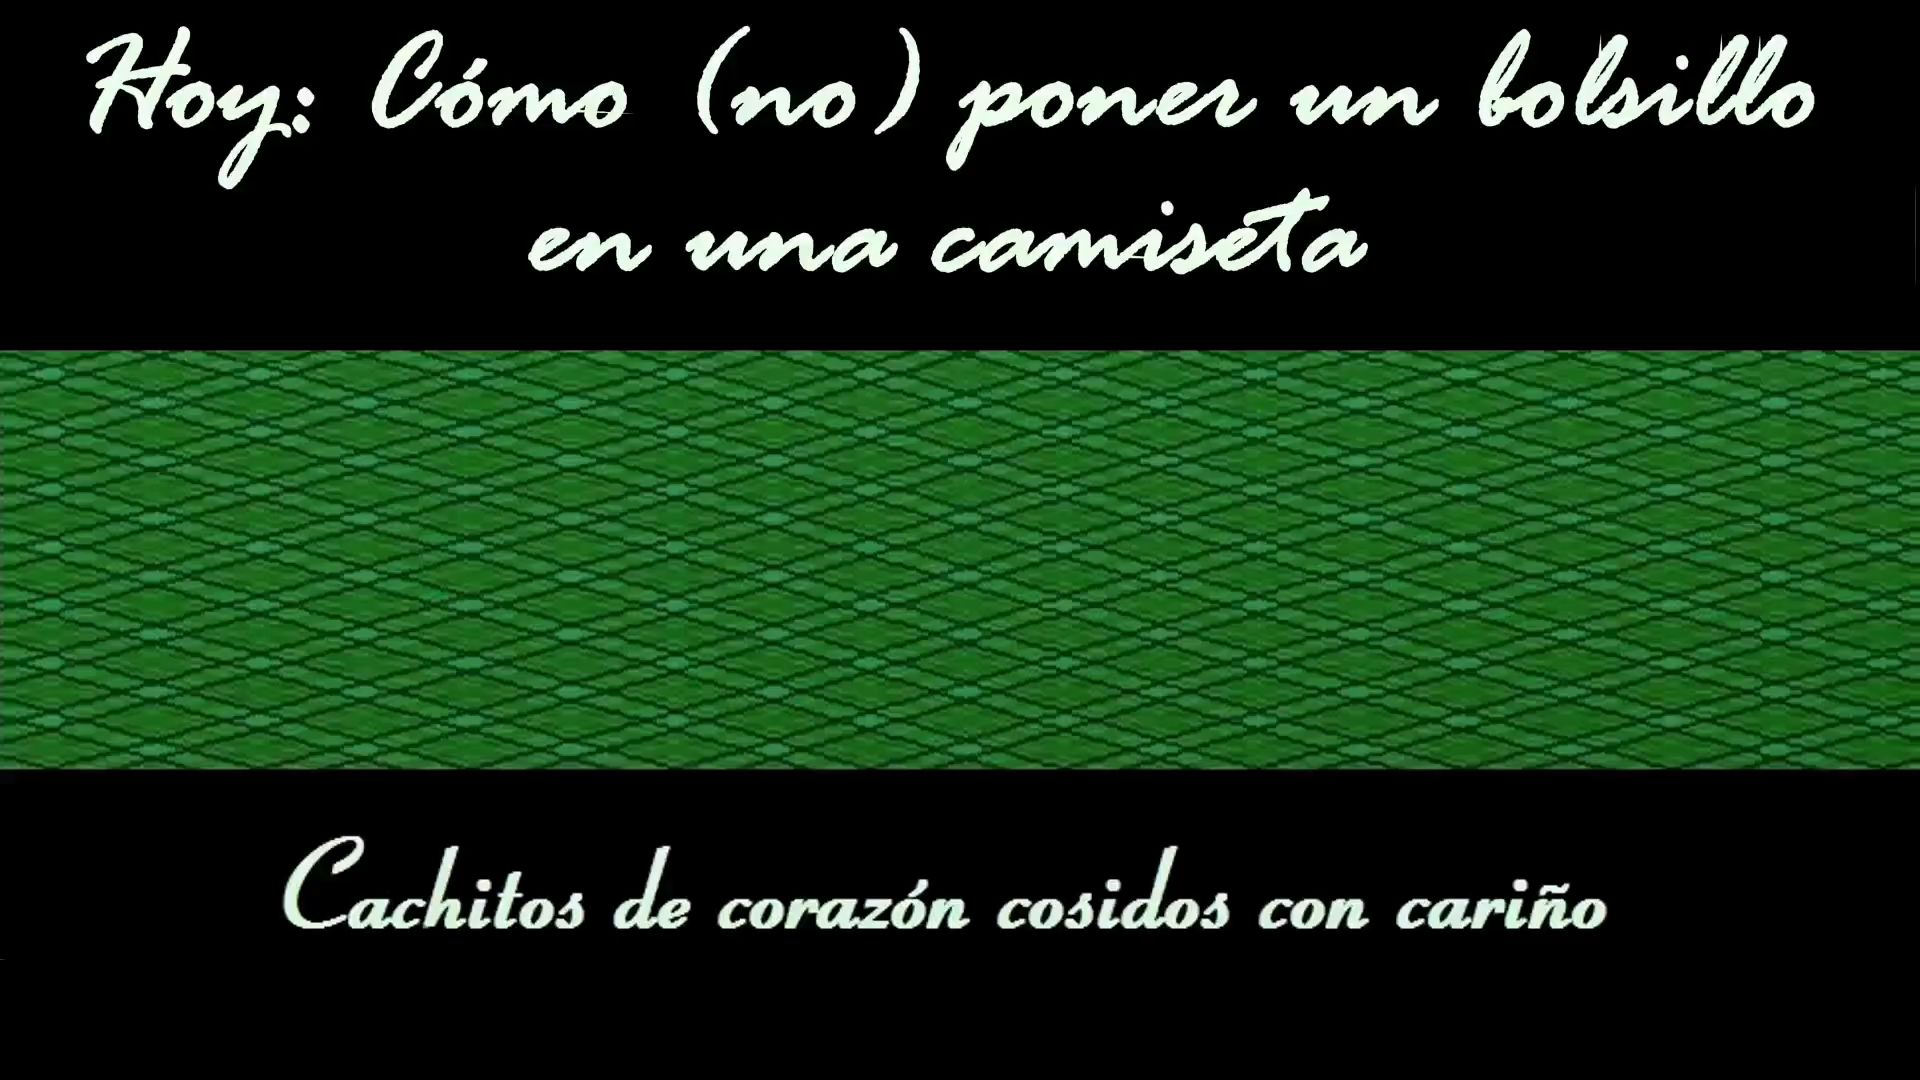 Hoy: Cómo (no) poner un bolsillo
en una camiseta
Cachitos de corazón cosidos con cariño